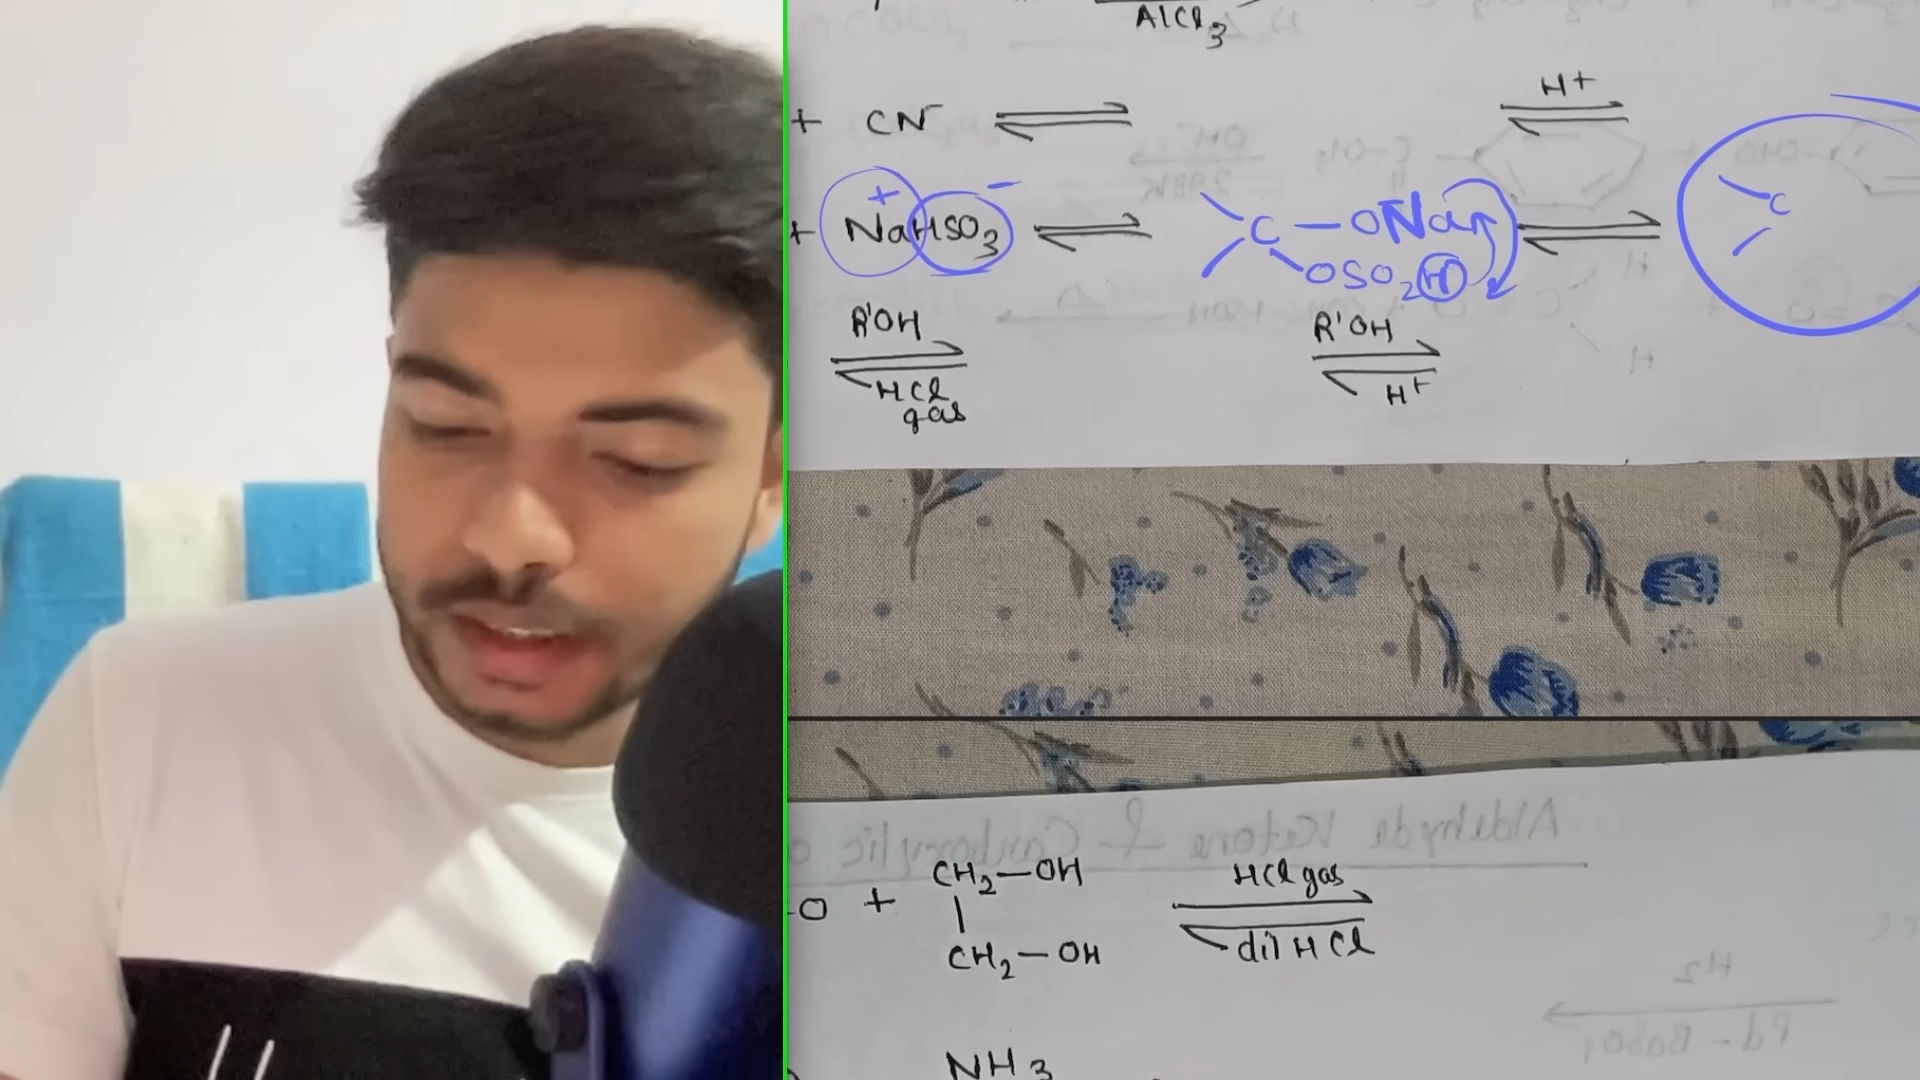 AlCl3
H+
+ CN-
+ -
+ NaHSO3 C — ONa C
OSO2H
R'OH R'OH
HCl H+
gas
Aldehyde Ketone & Carboxylic
CH2—OH HCl gas
-O +
CH2—OH dil HCl
H2
Pd-BaSO4
NH3